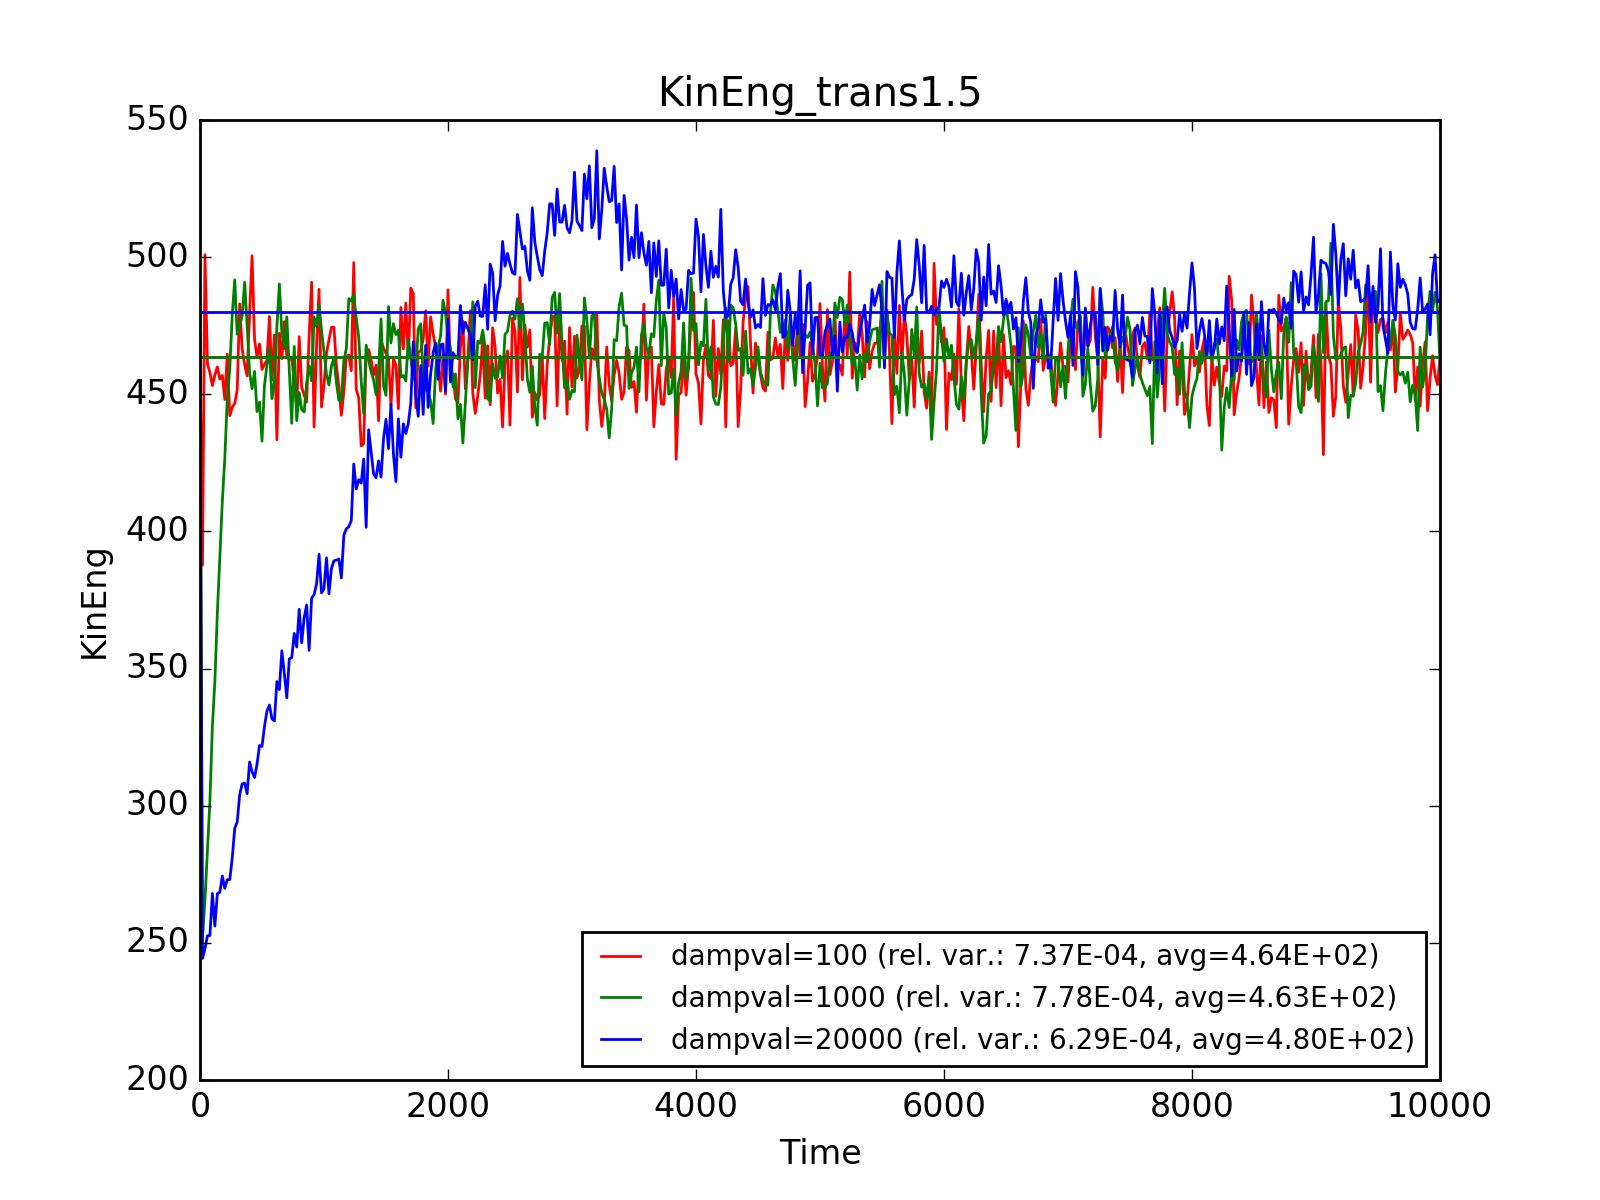 KinEng_trans1.5
550
500
450
400
350
300
250
200
KinEng
dampval=100 (rel. var.: 7.37E-04, avg=4.64E+02)
dampval=1000 (rel. var.: 7.78E-04, avg=4.63E+02)
dampval=20000 (rel. var.: 6.29E-04, avg=4.80E+02)
0 2000 4000 6000 8000 10000
Time